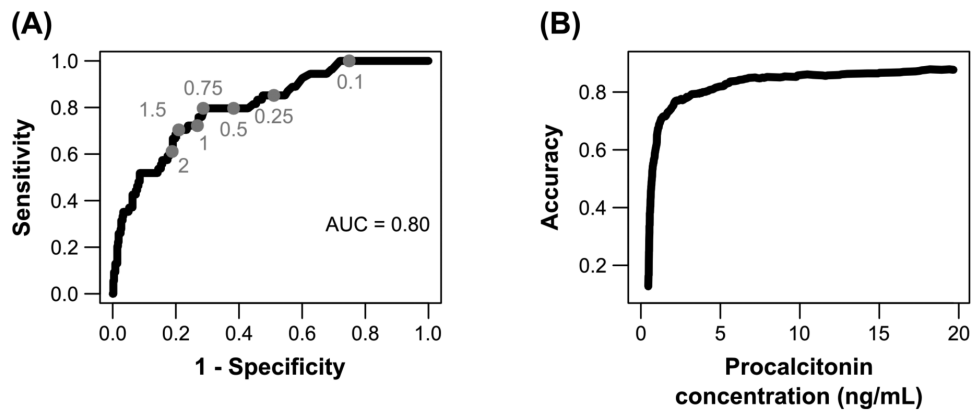 (A)
1.0
0.8
0.6
0.4
0.2
0.0
Sensitivity
0.1
0.75
1.5
0.5
0.25
1
2
AUC = 0.80
0.0 0.2 0.4 0.6 0.8 1.0
1 - Specificity
(B)
0.8
0.6
0.4
0.2
Accuracy
0 5 10 15 20
Procalcitonin
concentration (ng/mL)